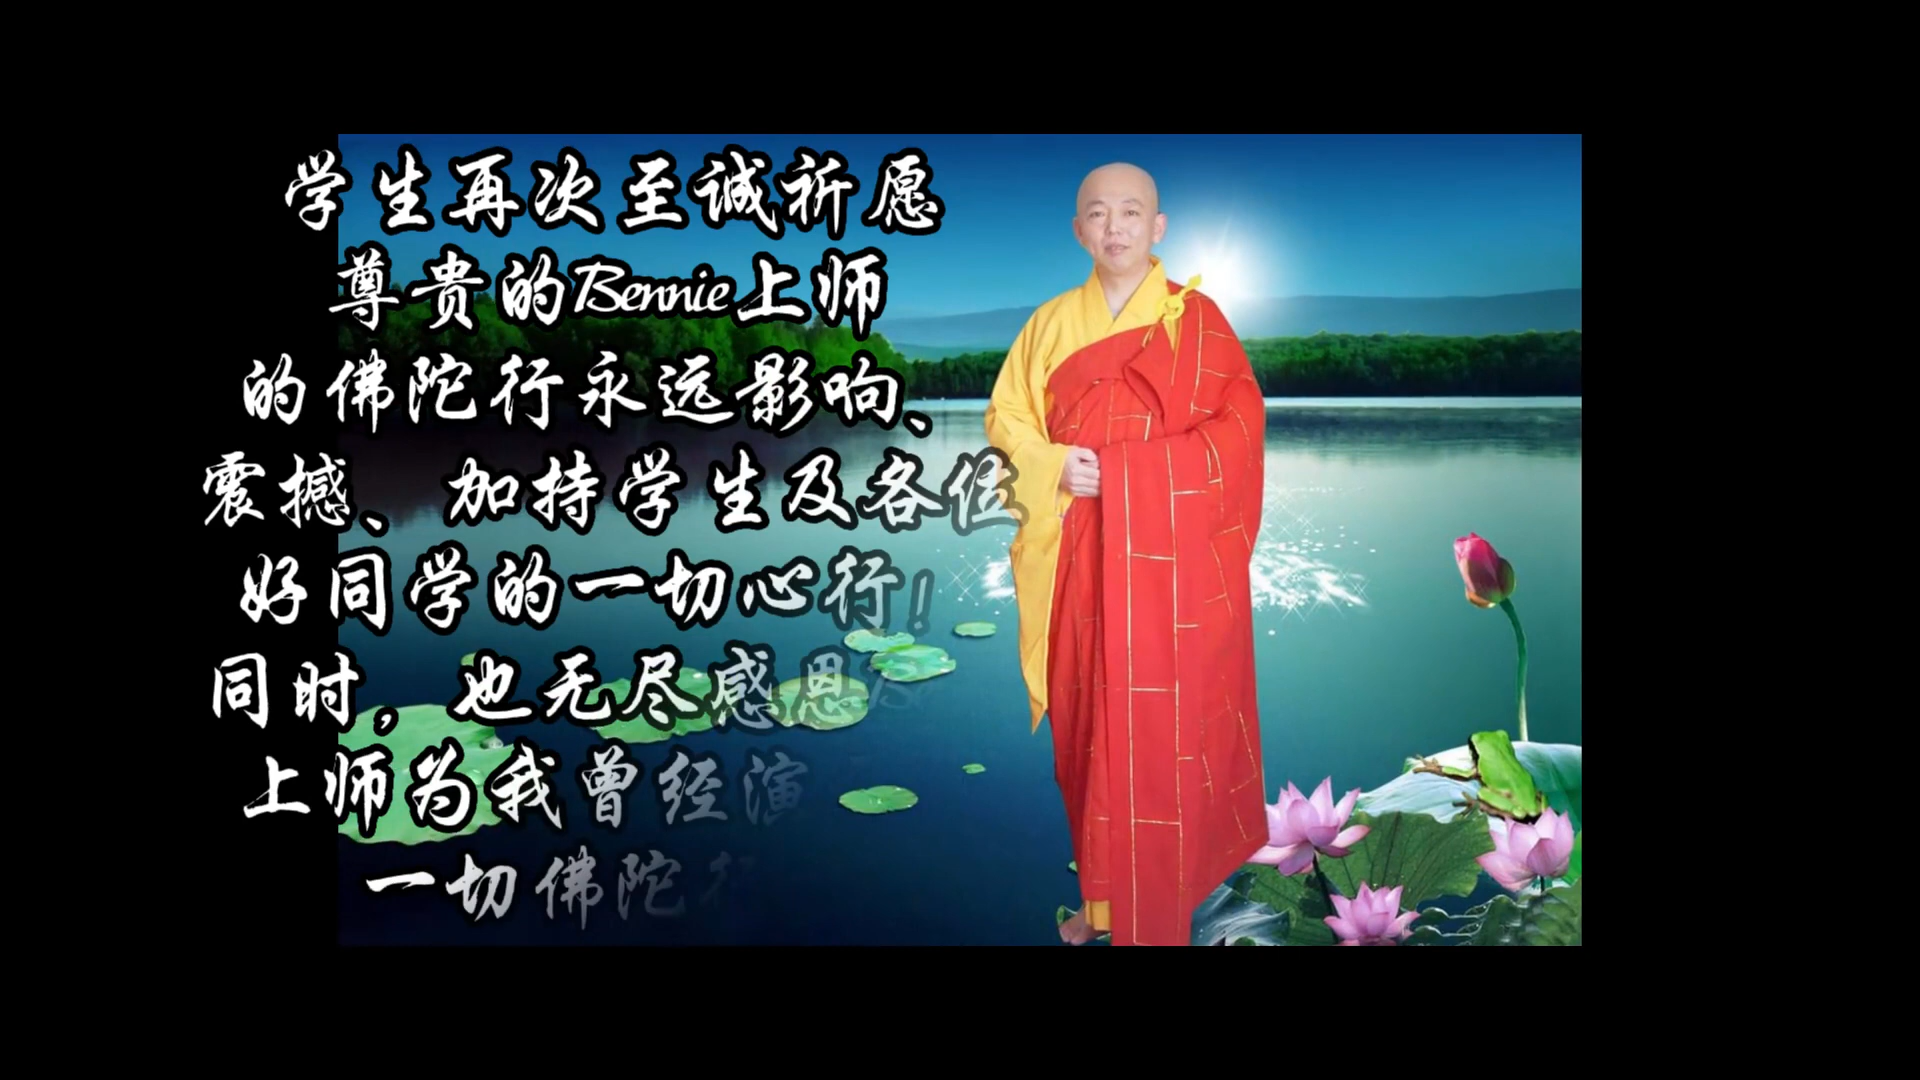 学生再次至诚祈愿
尊贵的Bennie上师
的佛陀行永远影响、
震撼、加持学生及各位
好同学的一切心行！
同时，也无尽感恩Be
上师为我曾经演
一切佛陀行